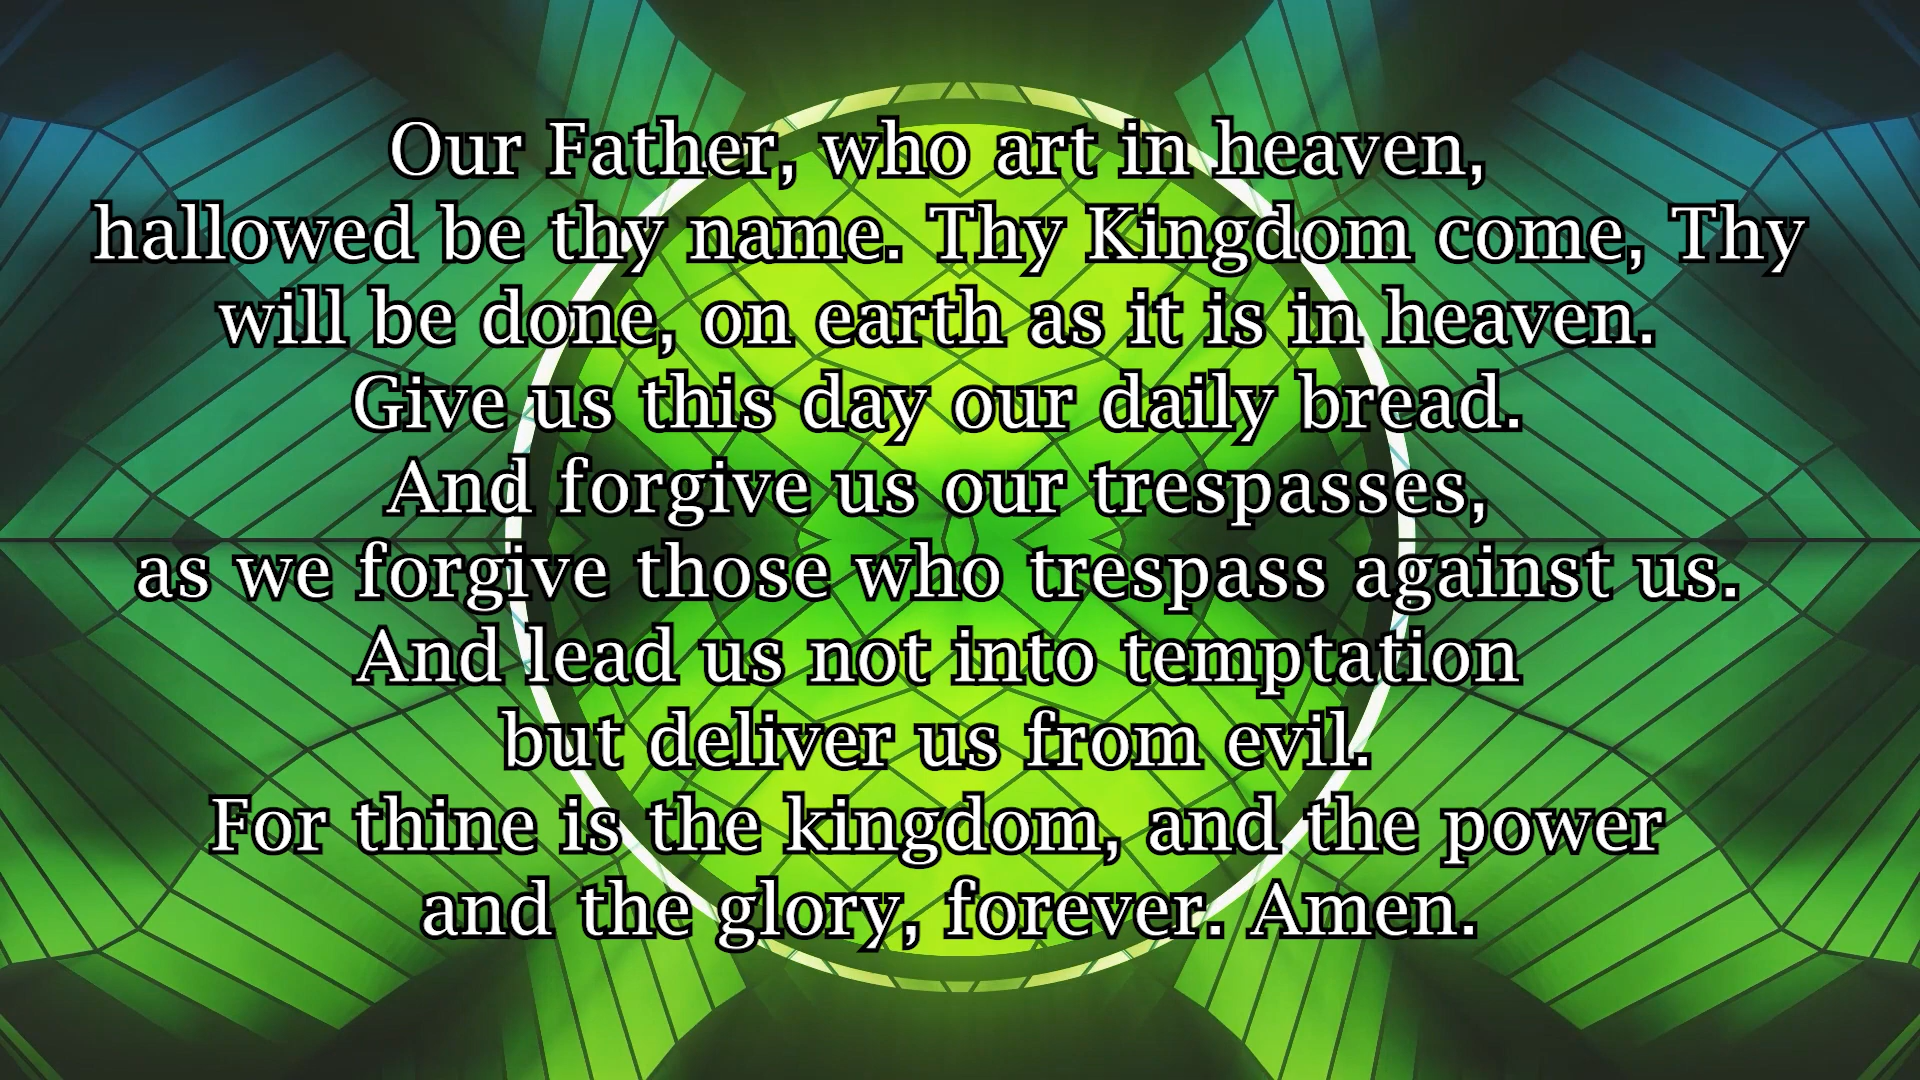 Our Father, who art in heaven,
hallowed be thy name. Thy Kingdom come, Thy
will be done, on earth as it is in heaven.
Give us this day our daily bread.
And forgive us our trespasses,
as we forgive those who trespass against us.
And lead us not into temptation
but deliver us from evil.
For thine is the kingdom, and the power
and the glory, forever. Amen.